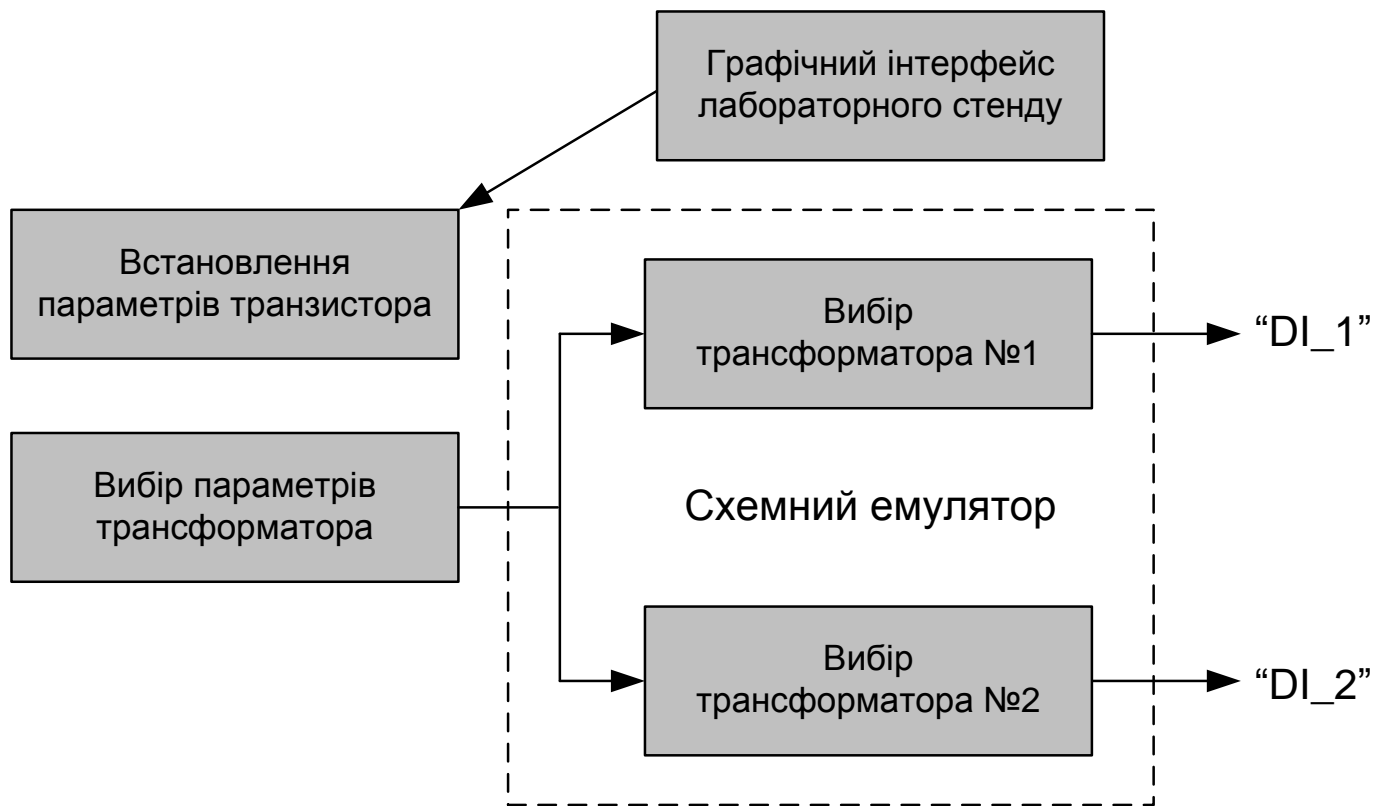 Графічний інтерфейс
лабораторного стенду
Встановлення
параметрів транзистора
Вибір
трансформатора №1
“DI_1”
Вибір параметрів
трансформатора
Схемний емулятор
Вибір
трансформатора №2
“DI_2”